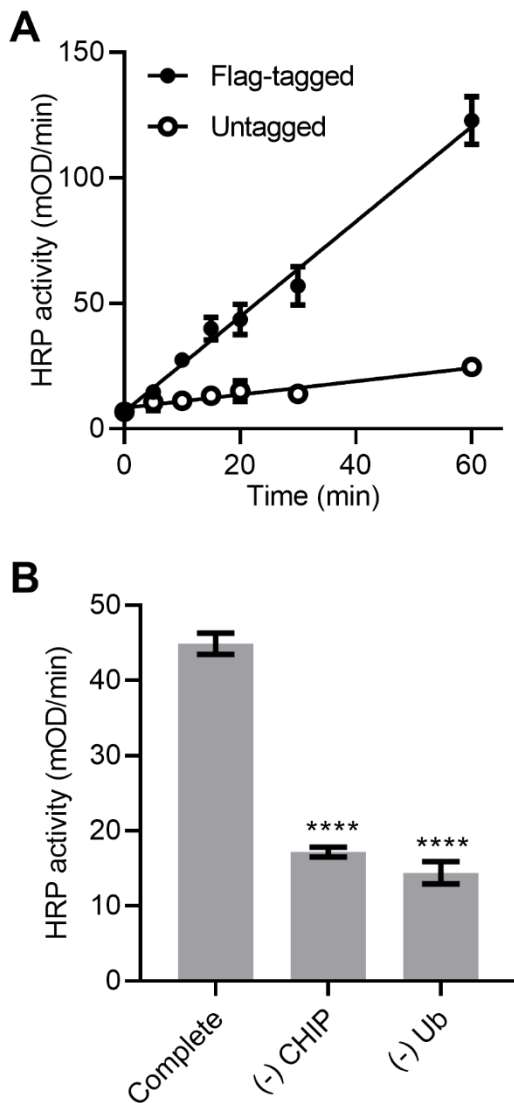 A
HRP activity (mOD/min)
150
100
50
0
Flag-tagged
Untagged
0 20 40 60
Time (min)
B
HRP activity (mOD/min)
50
40
30
20
10
0
**** ****
Complete (-) CHIP (-) Ub